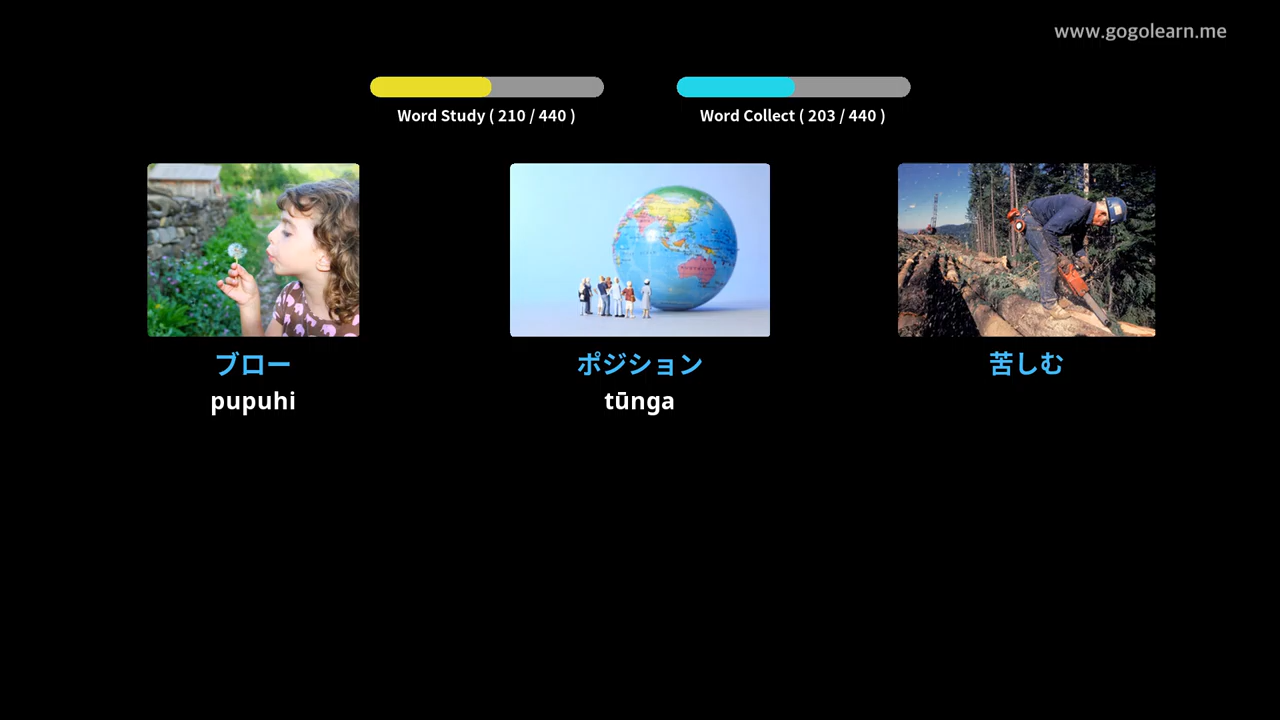 www.gogolearn.me
Word Study ( 210 / 440 )
Word Collect ( 203 / 440 )
ブロー
pupuhi
ポジション
tūnga
苦しむ